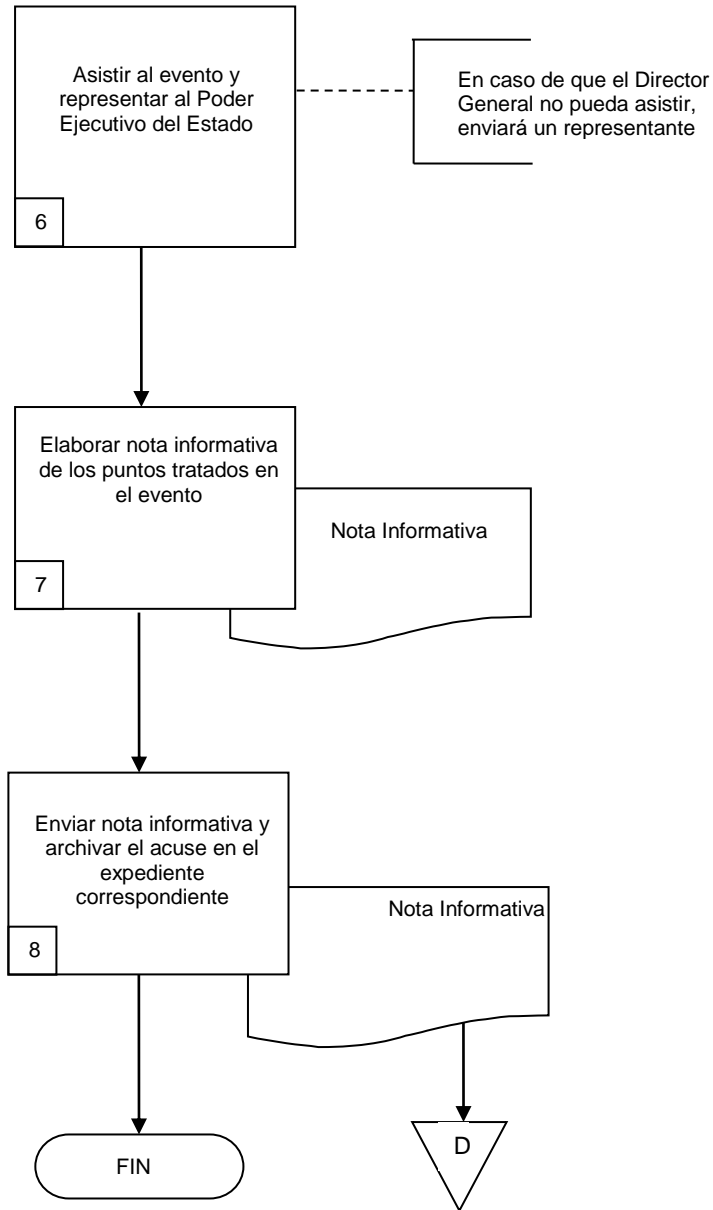 Asistir al evento y
representar al Poder
Ejecutivo del Estado
6
En caso de que el Director
General no pueda asistir,
enviará un representante
Elaborar nota informativa
de los puntos tratados en
el evento
7
Nota Informativa
Enviar nota informativa y
archivar el acuse en el
expediente
correspondiente
8
Nota Informativa
FIN
D